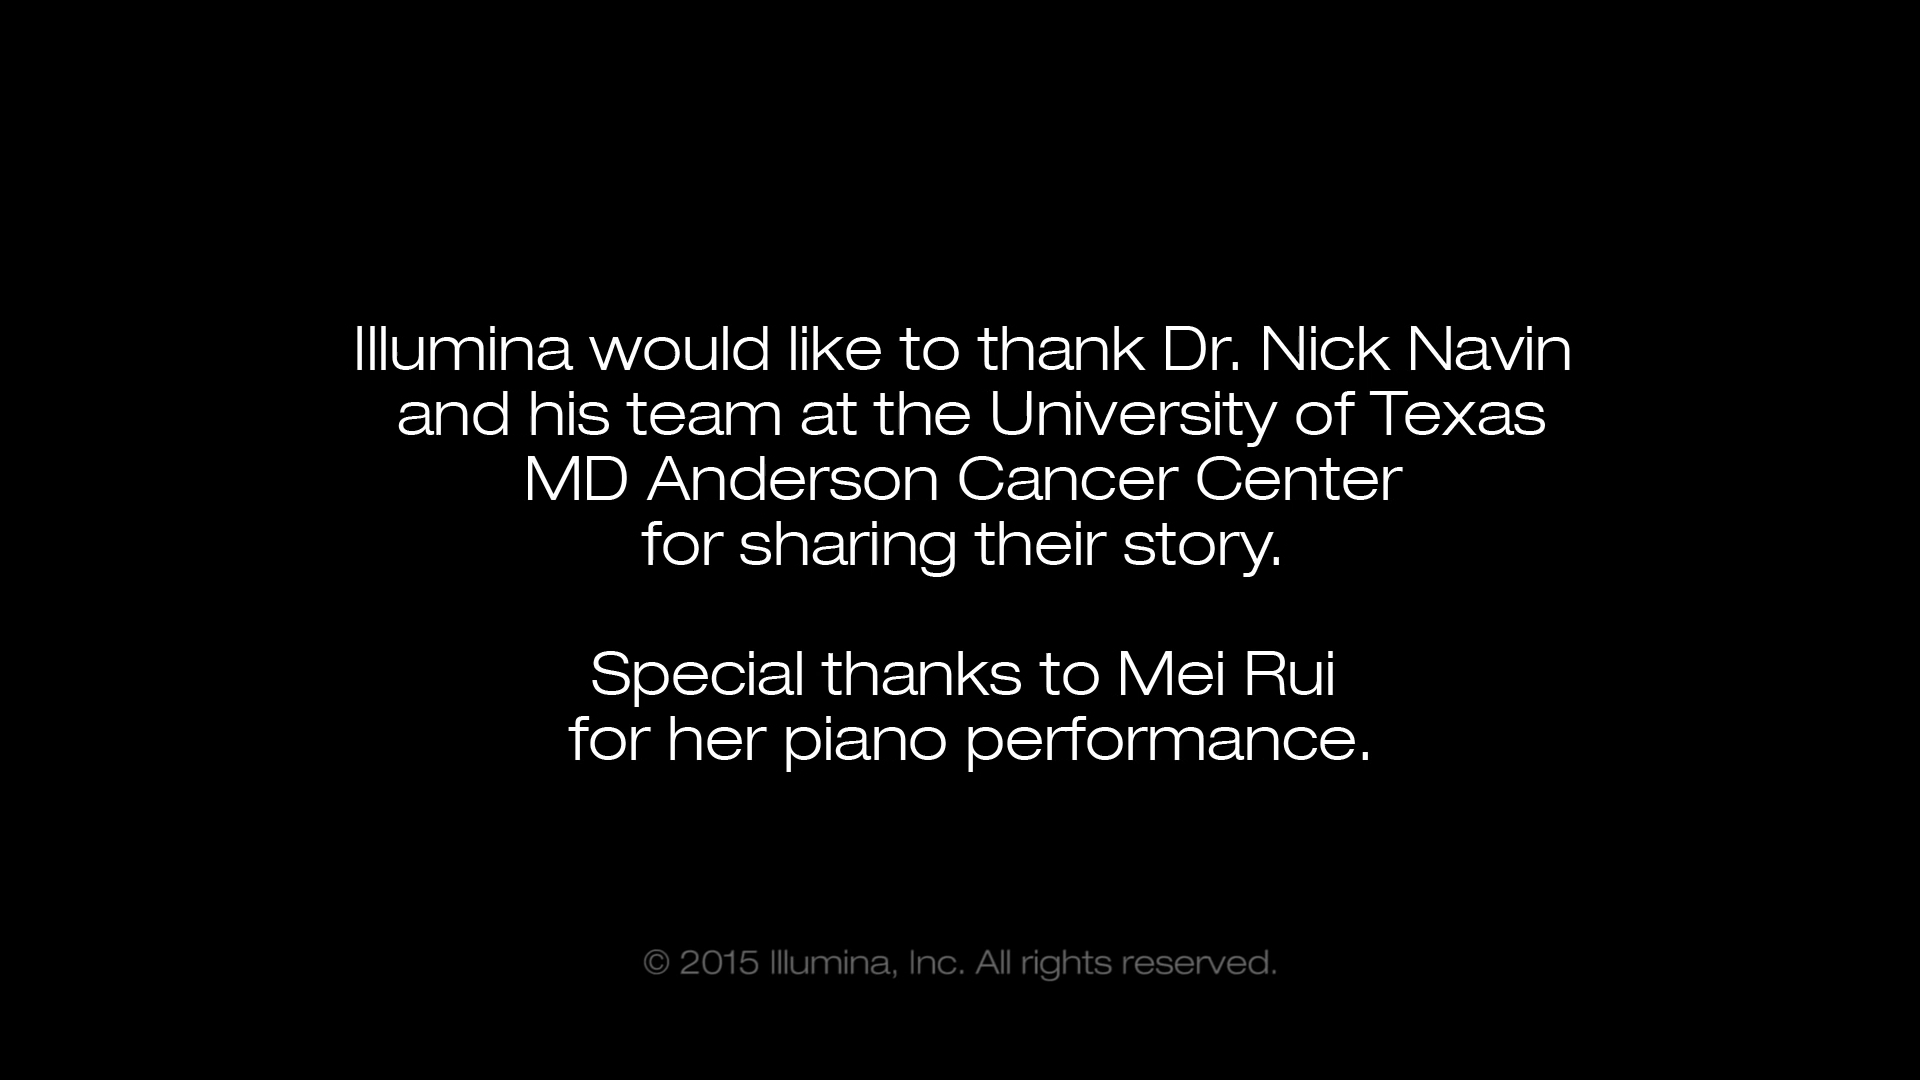 Illumina would like to thank Dr. Nick Navin
and his team at the University of Texas
MD Anderson Cancer Center
for sharing their story.
Special thanks to Mei Rui
for her piano performance.
© 2015 Illumina, Inc. All rights reserved.